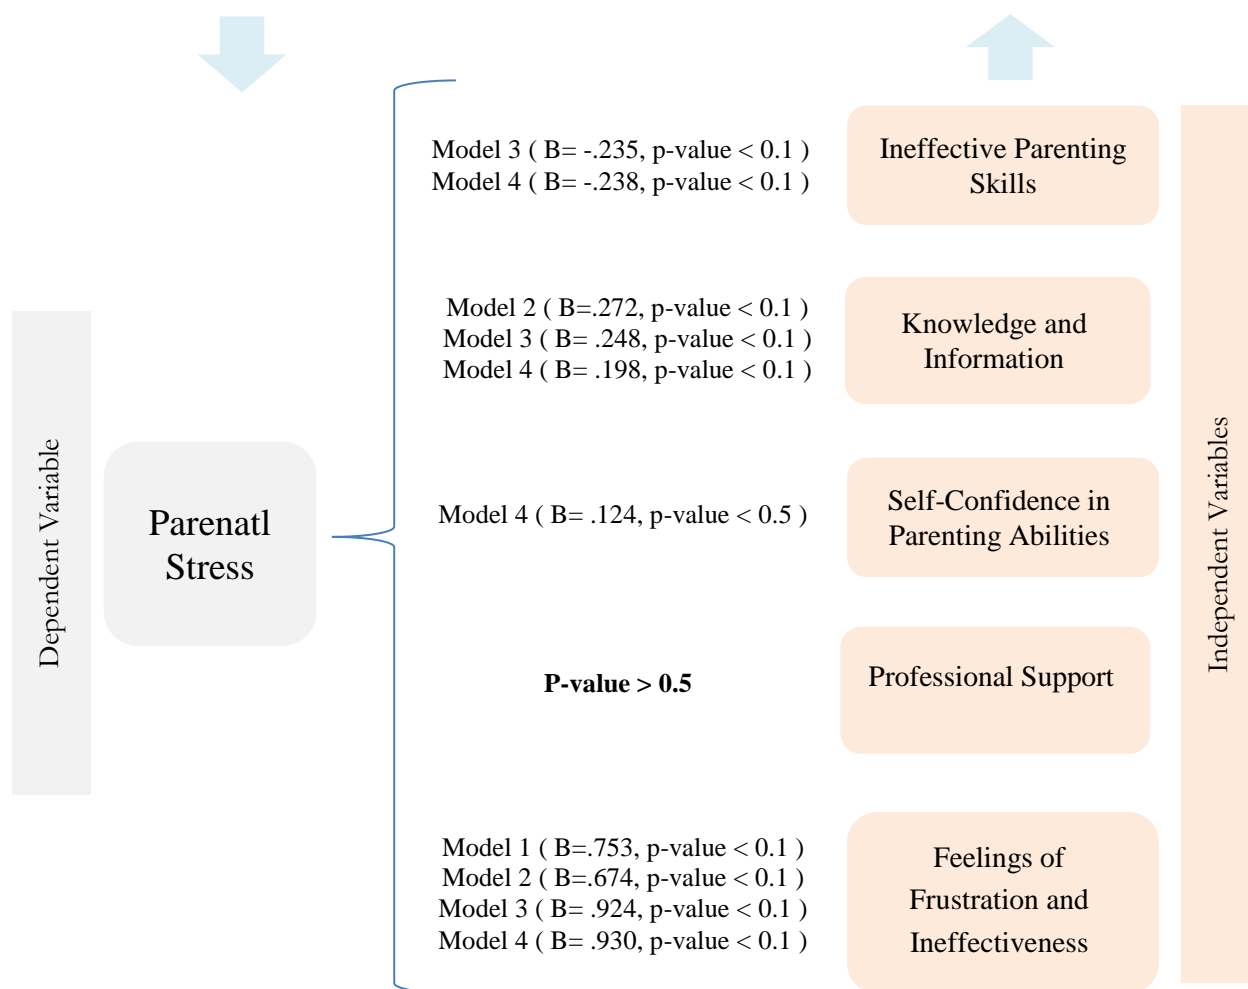 Dependent Variable
Parenatl
Stress
Model 3 ( B= -.235, p-value < 0.1 )
Model 4 ( B= -.238, p-value < 0.1 )
Ineffective Parenting
Skills
Model 2 ( B=.272, p-value < 0.1 )
Model 3 ( B= .248, p-value < 0.1 )
Model 4 ( B= .198, p-value < 0.1 )
Knowledge and
Information
Model 4 ( B= .124, p-value < 0.5 )
Self-Confidence in
Parenting Abilities
P-value > 0.5
Professional Support
Model 1 ( B=.753, p-value < 0.1 )
Model 2 ( B=.674, p-value < 0.1 )
Model 3 ( B= .924, p-value < 0.1 )
Model 4 ( B= .930, p-value < 0.1 )
Feelings of
Frustration and
Ineffectiveness
Independent Variables